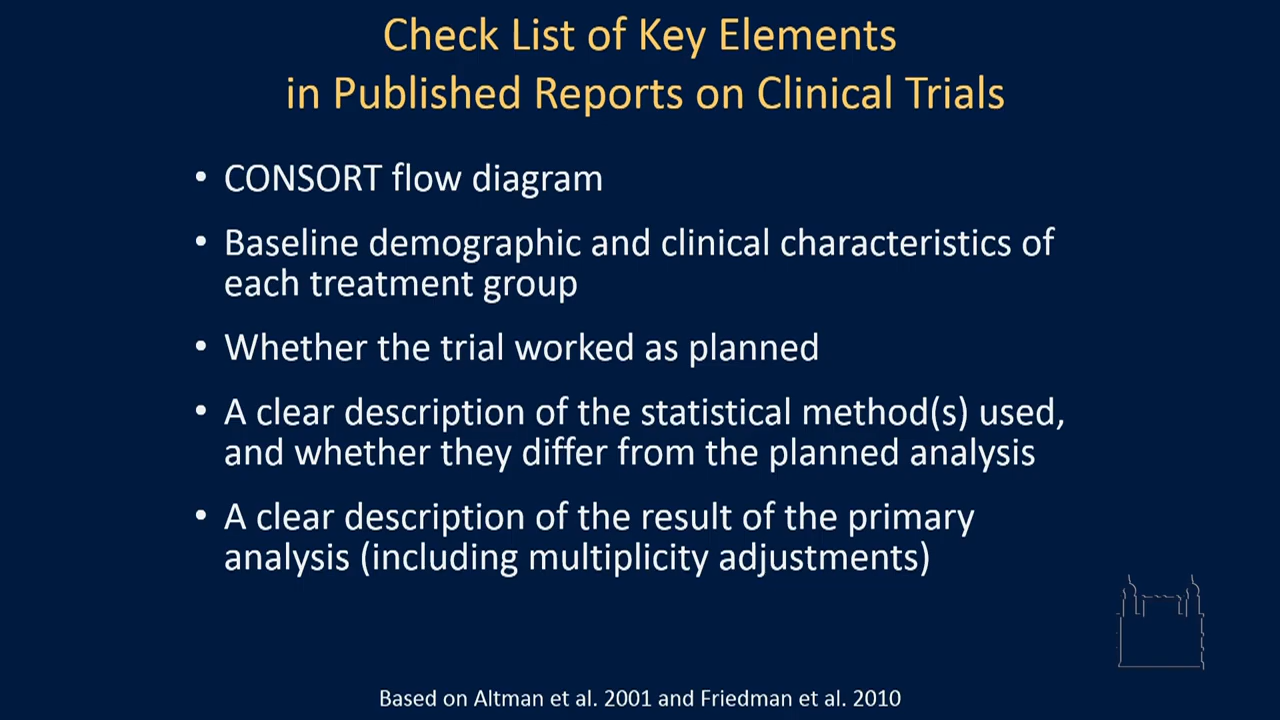 Check List of Key Elements
in Published Reports on Clinical Trials
• CONSORT flow diagram
• Baseline demographic and clinical characteristics of
each treatment group
• Whether the trial worked as planned
• A clear description of the statistical method(s) used,
and whether they differ from the planned analysis
• A clear description of the result of the primary
analysis (including multiplicity adjustments)
Based on Altman et al. 2001 and Friedman et al. 2010